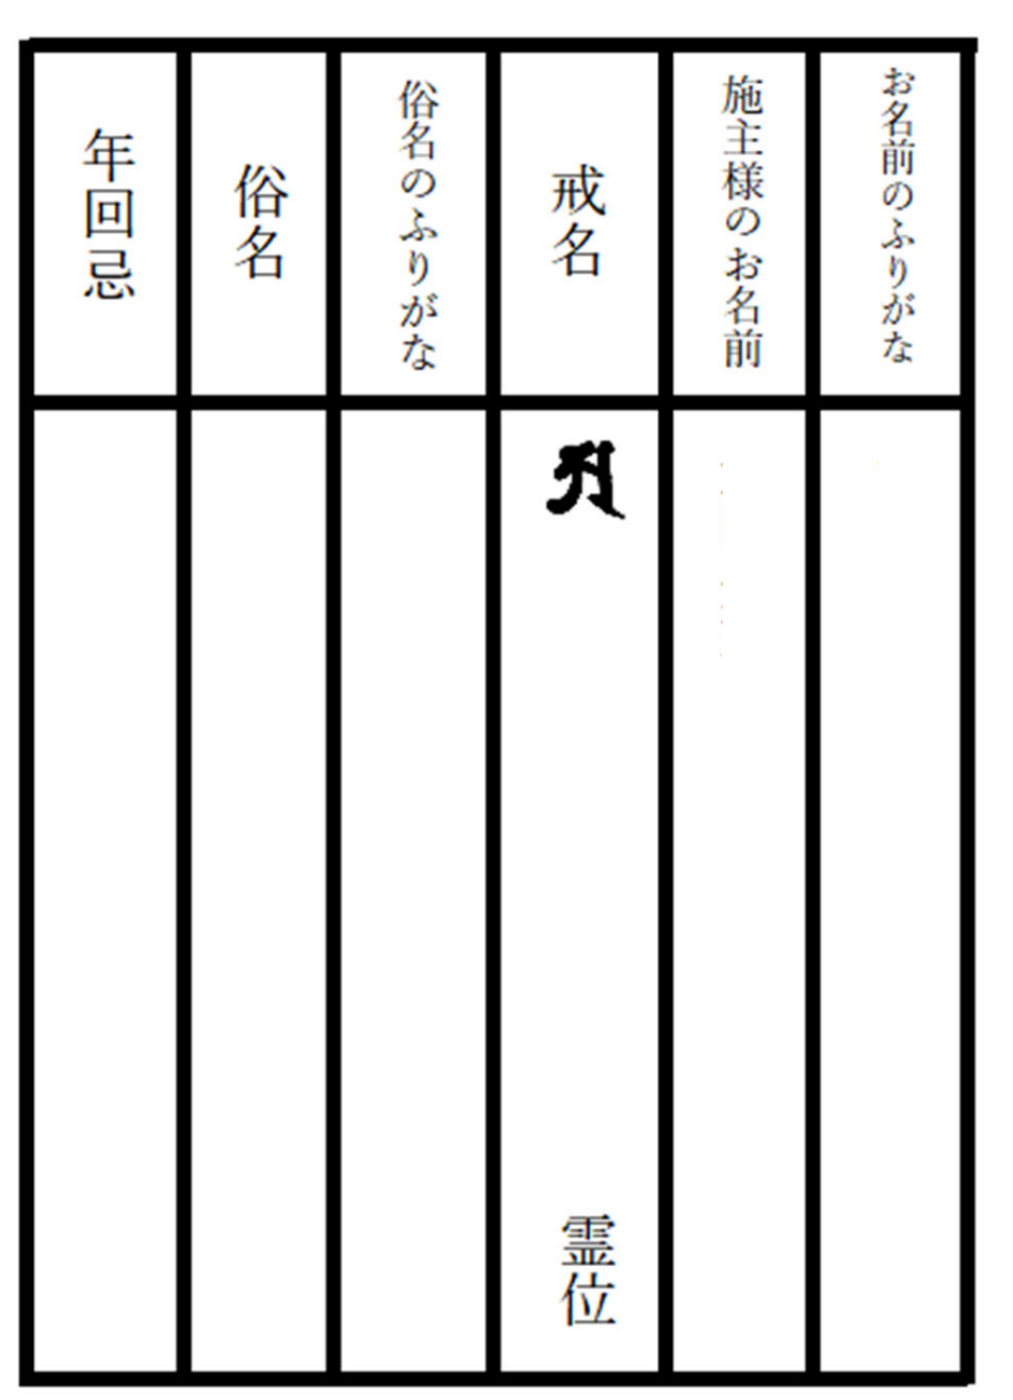 お名前のふりがな
施主様のお名前
戒名
𑖀
霊位
俗名のふりがな
俗名
年回忌